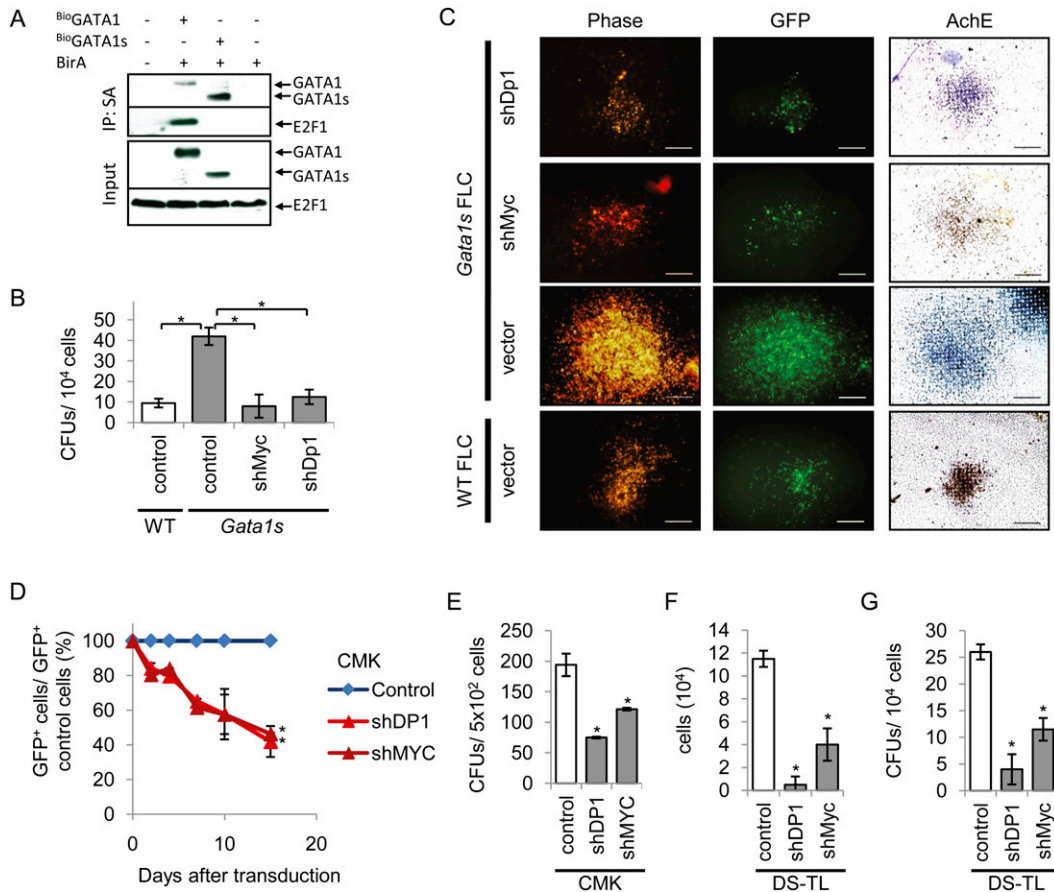 A
BioGATA1 - + - -
BioGATA1s - - + -
BirA - + + +
IP: SA
GATA1
GATA1s
E2F1
Input
GATA1
GATA1s
E2F1
B
CFUs/ 10⁴ cells
50
40
30
20
10
0
control
control
shMyc
shDp1
* * *
WT
Gata1s
C
Phase GFP AchE
Gata1s FLC
shDp1
shMyc
vector
WT FLC
vector
D
GFP⁺ cells/ GFP⁺
control cells (%)
100
80
60
40
20
0
0 10 20
Days after transduction
*
*
CMK
Control
shDP1
shMYC
E
CFUs/ 5x10² cells
250
200
150
100
50
0
* *
control
shDP1
shMYC
CMK
F
cells (10⁴)
14
12
10
8
6
4
2
0
* *
control
shDP1
shMyc
DS-TL
G
CFUs/ 10⁴ cells
30
25
20
15
10
5
0
* *
control
shDP1
shMyc
DS-TL